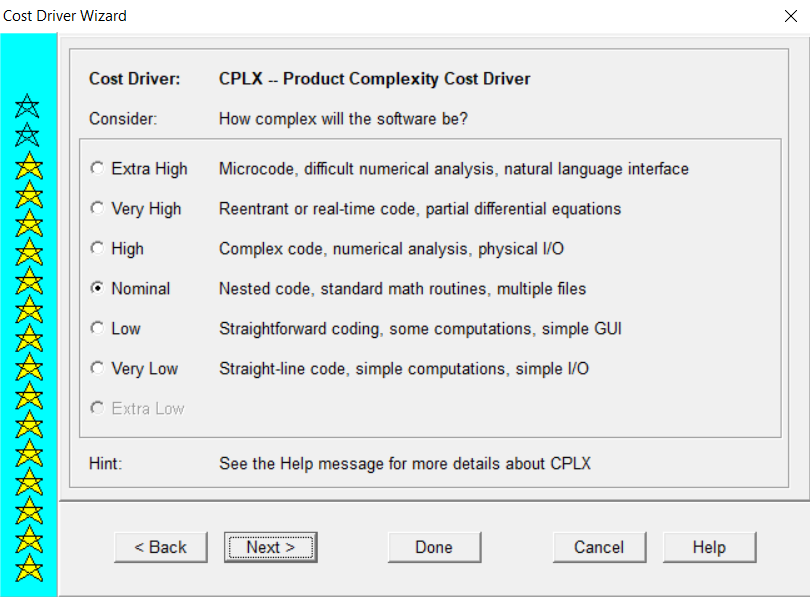 Cost Driver Wizard
Cost Driver: CPLX -- Product Complexity Cost Driver
Consider: How complex will the software be?
Extra High Microcode, difficult numerical analysis, natural language interface
Very High Reentrant or real-time code, partial differential equations
High Complex code, numerical analysis, physical I/O
Nominal Nested code, standard math routines, multiple files
Low Straightforward coding, some computations, simple GUI
Very Low Straight-line code, simple computations, simple I/O
Extra Low
Hint: See the Help message for more details about CPLX
< Back Next > Done Cancel Help